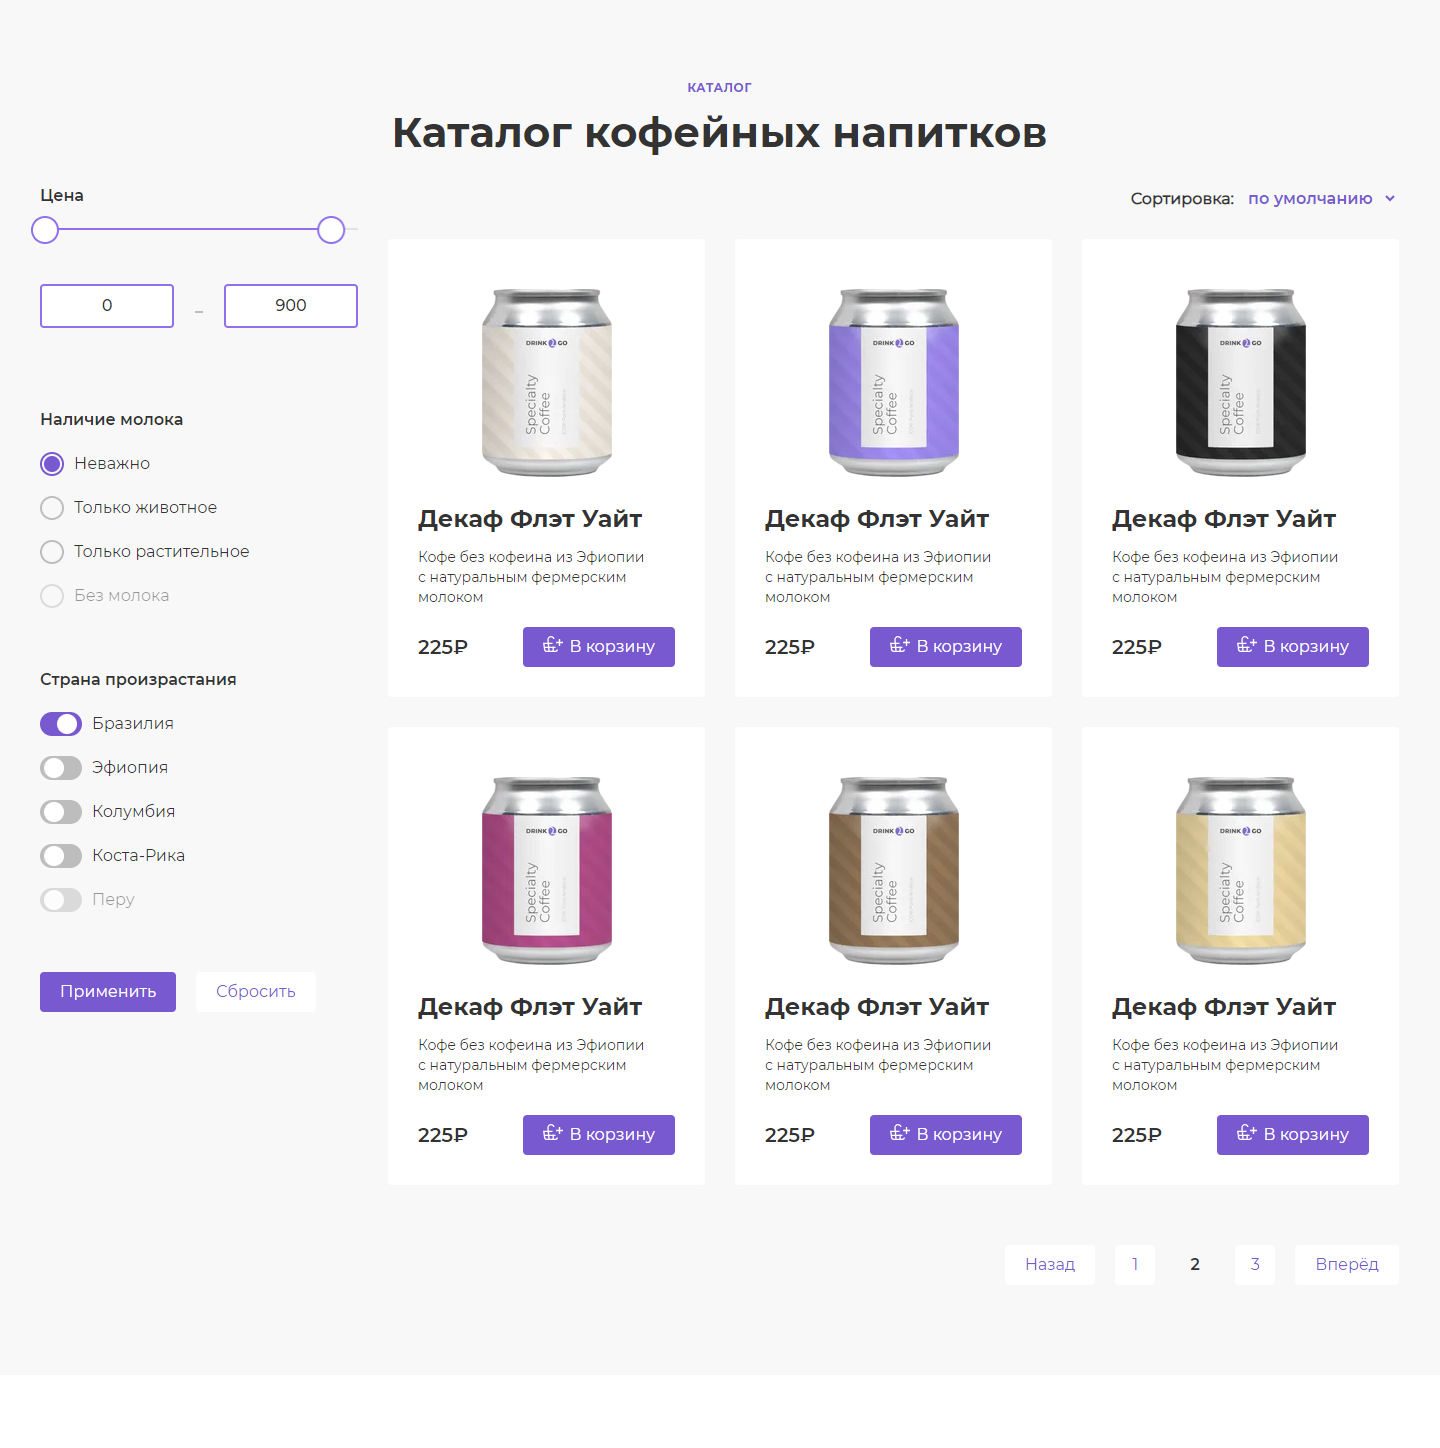 КАТАЛОГ
Каталог кофейных напитков
Цена
0
–
900
Наличие молока
Неважно
Только животное
Только растительное
Без молока
Страна произрастания
Бразилия
Эфиопия
Колумбия
Коста-Рика
Перу
Применить
Сбросить
Сортировка: по умолчанию
DRINK 2 GO
Specialty
Coffee
Декаф Флэт Уайт
Кофе без кофеина из Эфиопии
с натуральным фермерским
молоком
225₽
В корзину
DRINK 2 GO
Specialty
Coffee
Декаф Флэт Уайт
Кофе без кофеина из Эфиопии
с натуральным фермерским
молоком
225₽
В корзину
DRINK 2 GO
Specialty
Coffee
Декаф Флэт Уайт
Кофе без кофеина из Эфиопии
с натуральным фермерским
молоком
225₽
В корзину
DRINK 2 GO
Specialty
Coffee
Декаф Флэт Уайт
Кофе без кофеина из Эфиопии
с натуральным фермерским
молоком
225₽
В корзину
DRINK 2 GO
Specialty
Coffee
Декаф Флэт Уайт
Кофе без кофеина из Эфиопии
с натуральным фермерским
молоком
225₽
В корзину
DRINK 2 GO
Specialty
Coffee
Декаф Флэт Уайт
Кофе без кофеина из Эфиопии
с натуральным фермерским
молоком
225₽
В корзину
Назад
1
2
3
Вперёд